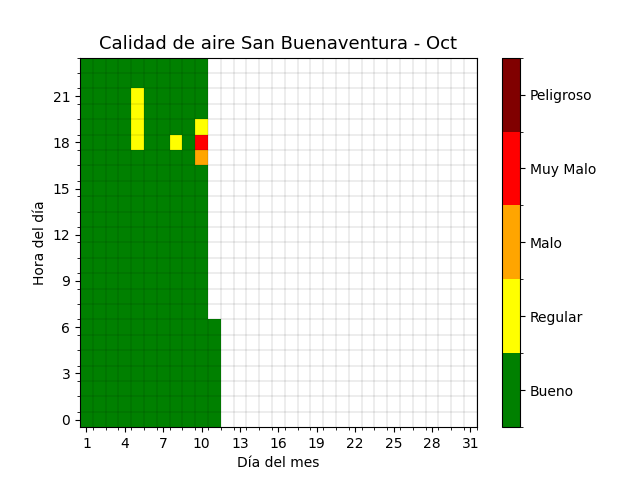 Calidad de aire San Buenaventura - Oct
Hora del día
21
18
15
12
9
6
3
0
1 4 7 10 13 16 19 22 25 28 31
Día del mes
Peligroso
Muy Malo
Malo
Regular
Bueno